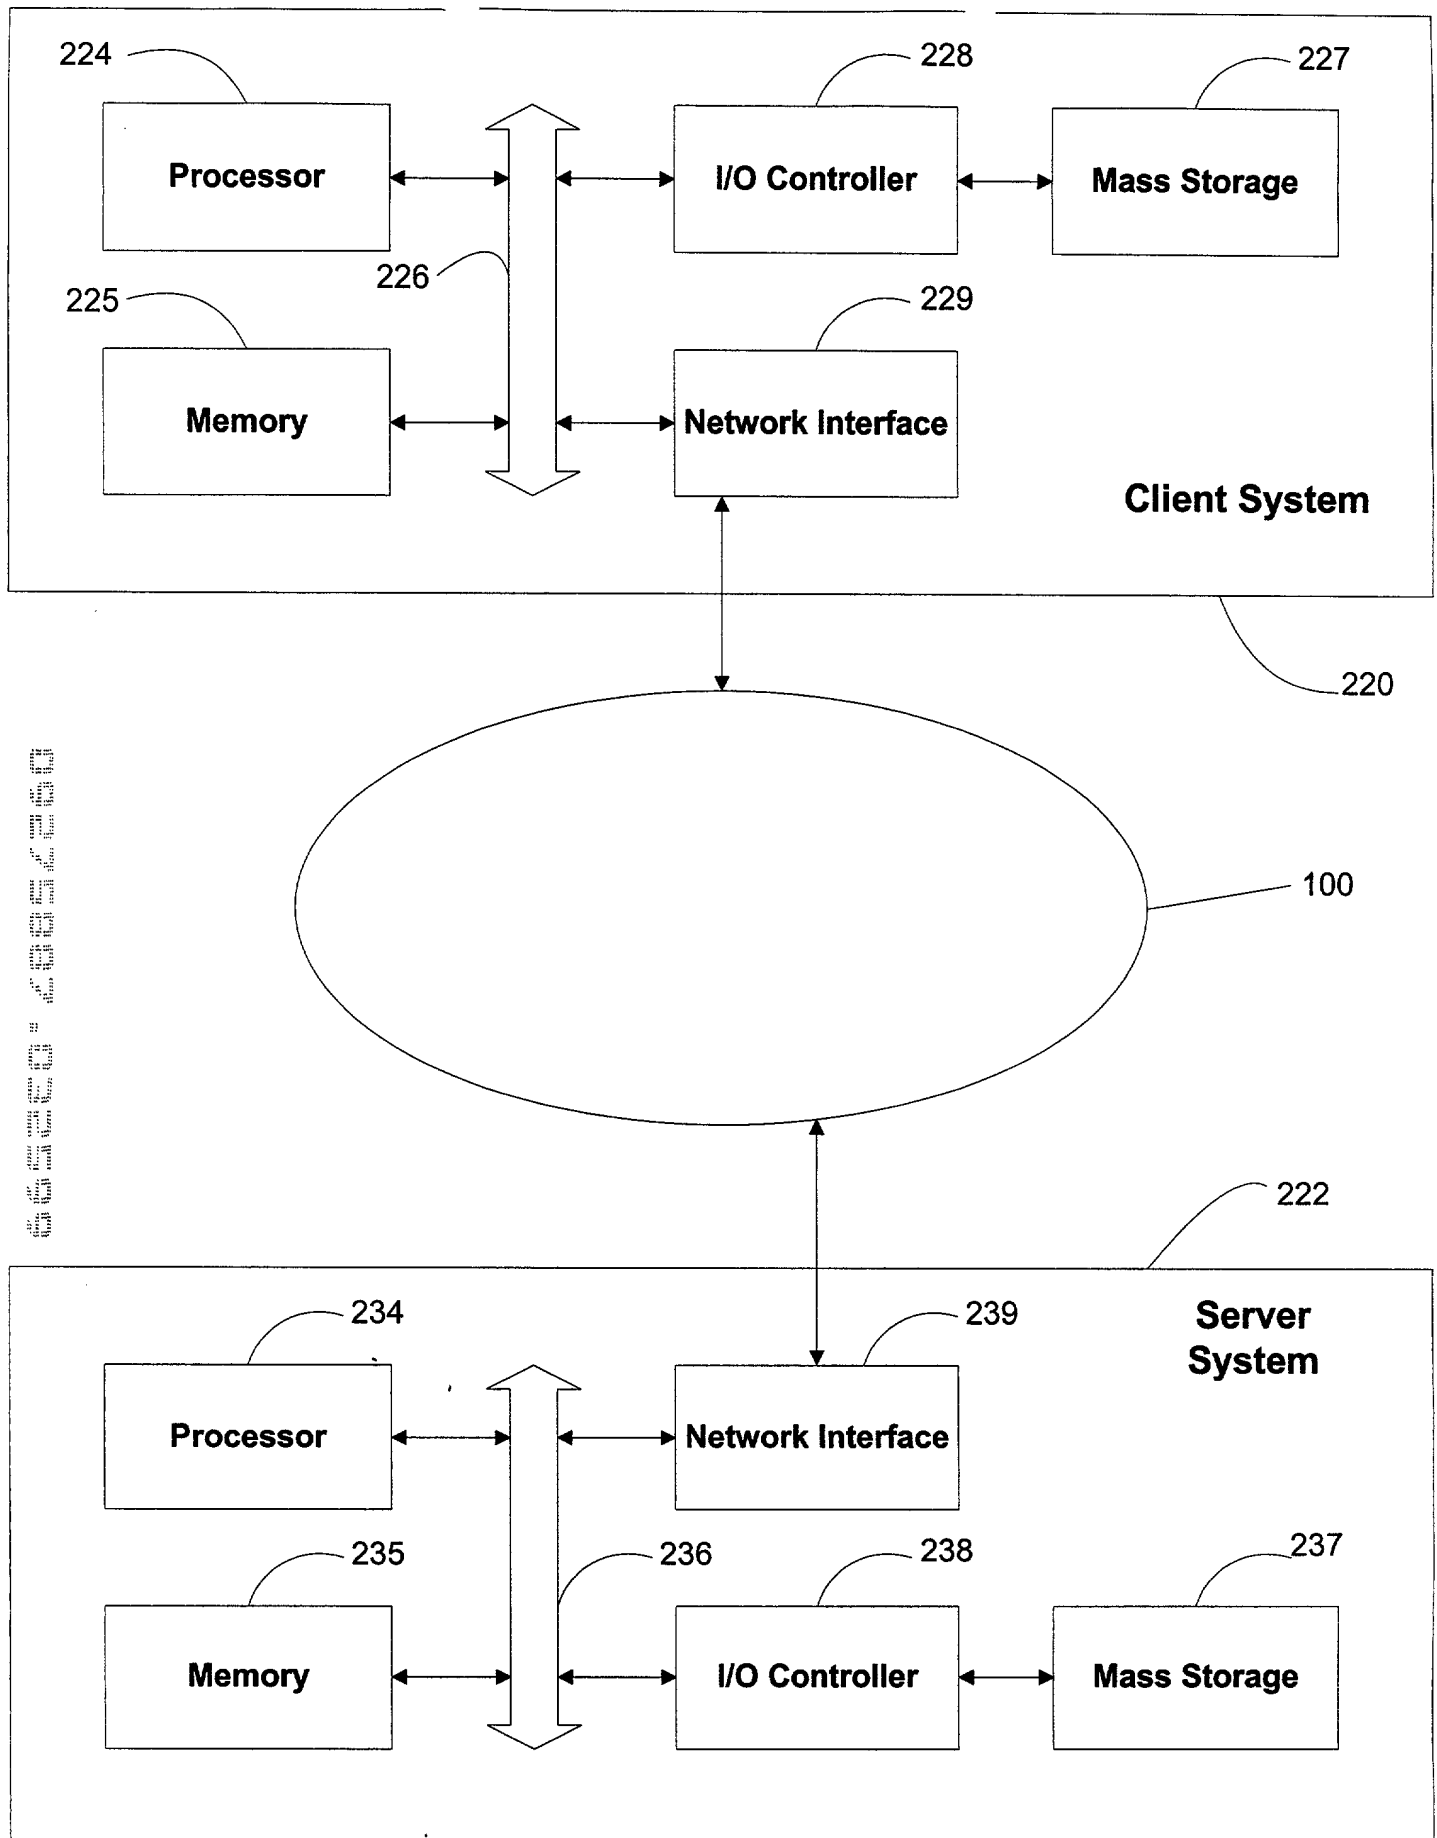 224
228
227
Processor
I/O Controller
Mass Storage
226
225
229
Memory
Network Interface
Client System
220
100
222
234
239
Server
System
Processor
Network Interface
235
236
238
237
Memory
I/O Controller
Mass Storage